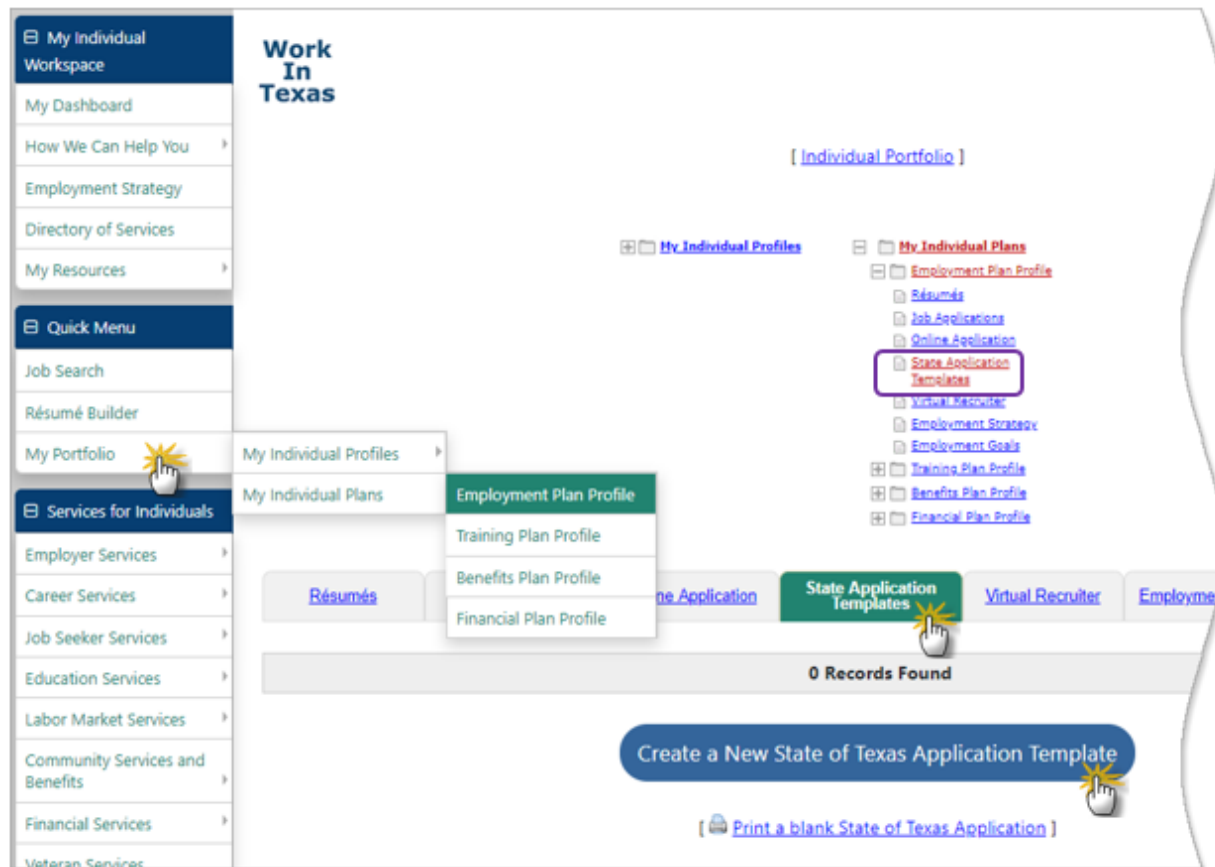 My Individual
Workspace
My Dashboard
How We Can Help You
Employment Strategy
Directory of Services
My Resources
Quick Menu
Job Search
Résumé Builder
My Portfolio
Services for Individuals
Employer Services
Career Services
Job Seeker Services
Education Services
Labor Market Services
Community Services and
Benefits
Financial Services
Veteran Services
My Individual Profiles
My Individual Plans
Employment Plan Profile
Training Plan Profile
Benefits Plan Profile
Financial Plan Profile
Work
In
Texas
[ Individual Portfolio ]
My Individual Profiles
My Individual Plans
Employment Plan Profile
Résumés
Job Applications
Online Application
State Application
Templates
Virtual Recruiter
Employment Strategy
Employment Goals
Training Plan Profile
Benefits Plan Profile
Financial Plan Profile
Résumés
ne Application
State Application
Templates
Virtual Recruiter
Employme
0 Records Found
Create a New State of Texas Application Template
[ Print a blank State of Texas Application ]